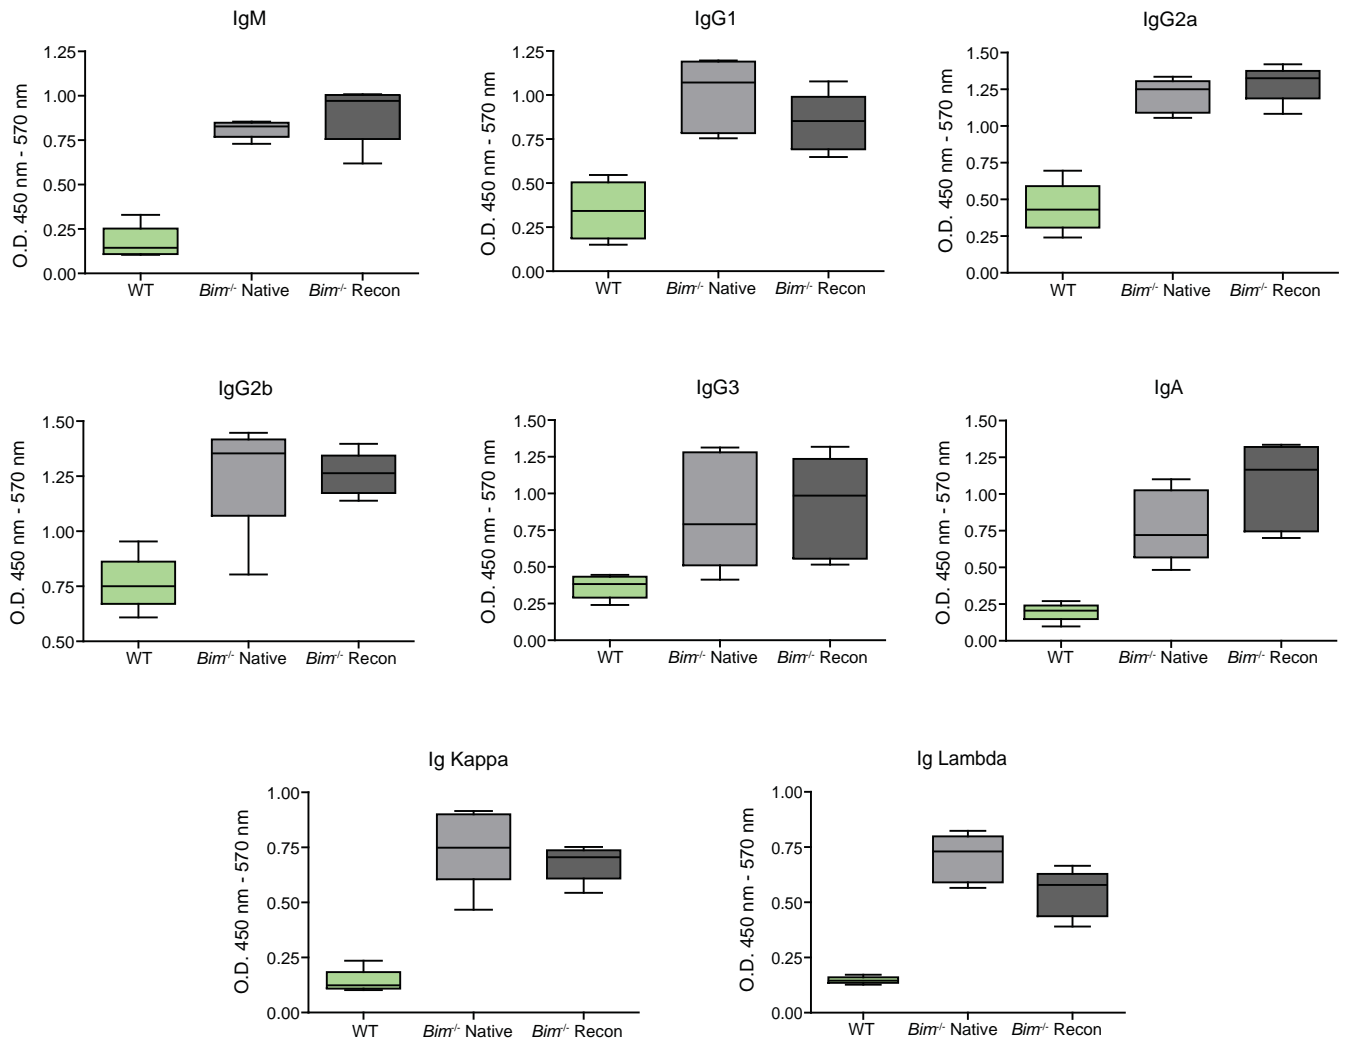 IgM
O.D. 450 nm - 570 nm
1.25
1.00
0.75
0.50
0.25
0.00
WT
Bim-/- Native
Bim-/- Recon
IgG1
O.D. 450 nm - 570 nm
1.25
1.00
0.75
0.50
0.25
0.00
WT
Bim-/- Native
Bim-/- Recon
IgG2a
O.D. 450 nm - 570 nm
1.50
1.25
1.00
0.75
0.50
0.25
0.00
WT
Bim-/- Native
Bim-/- Recon
IgG2b
O.D. 450 nm - 570 nm
1.50
1.25
1.00
0.75
0.50
WT
Bim-/- Native
Bim-/- Recon
IgG3
O.D. 450 nm - 570 nm
1.50
1.25
1.00
0.75
0.50
0.25
0.00
WT
Bim-/- Native
Bim-/- Recon
IgA
O.D. 450 nm - 570 nm
1.50
1.25
1.00
0.75
0.50
0.25
0.00
WT
Bim-/- Native
Bim-/- Recon
Ig Kappa
O.D. 450 nm - 570 nm
1.00
0.75
0.50
0.25
0.00
WT
Bim-/- Native
Bim-/- Recon
Ig Lambda
O.D. 450 nm - 570 nm
1.00
0.75
0.50
0.25
0.00
WT
Bim-/- Native
Bim-/- Recon